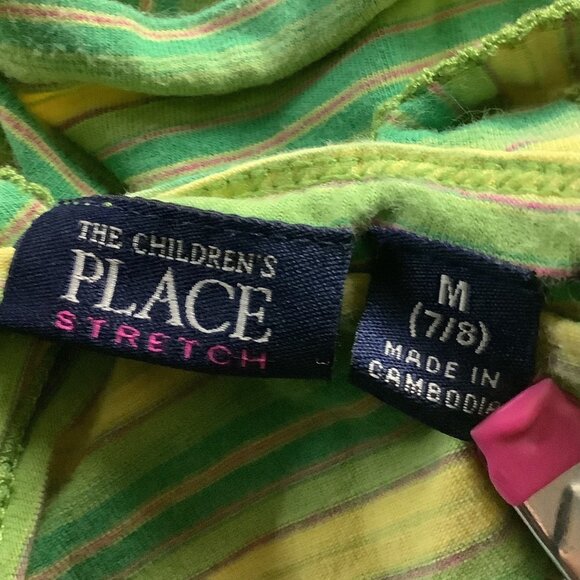 THE CHILDREN'S
PLACE
STRETCH
M
(7/8)
MADE IN
CAMBODIA